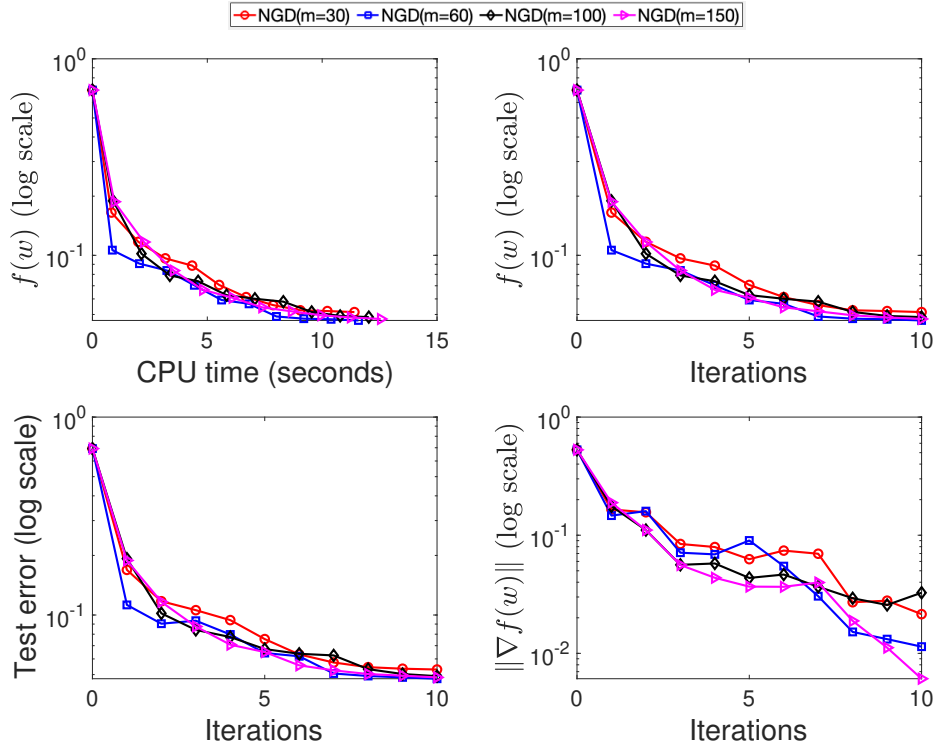 NGD(m=30) NGD(m=60) NGD(m=100) NGD(m=150)
10^0
10^-1
f(w) (log scale)
0 5 10 15
CPU time (seconds)
10^0
10^-1
f(w) (log scale)
0 5 10
Iterations
10^0
10^-1
Test error (log scale)
0 5 10
Iterations
10^0
10^-1
10^-2
‖∇f(w)‖ (log scale)
0 5 10
Iterations